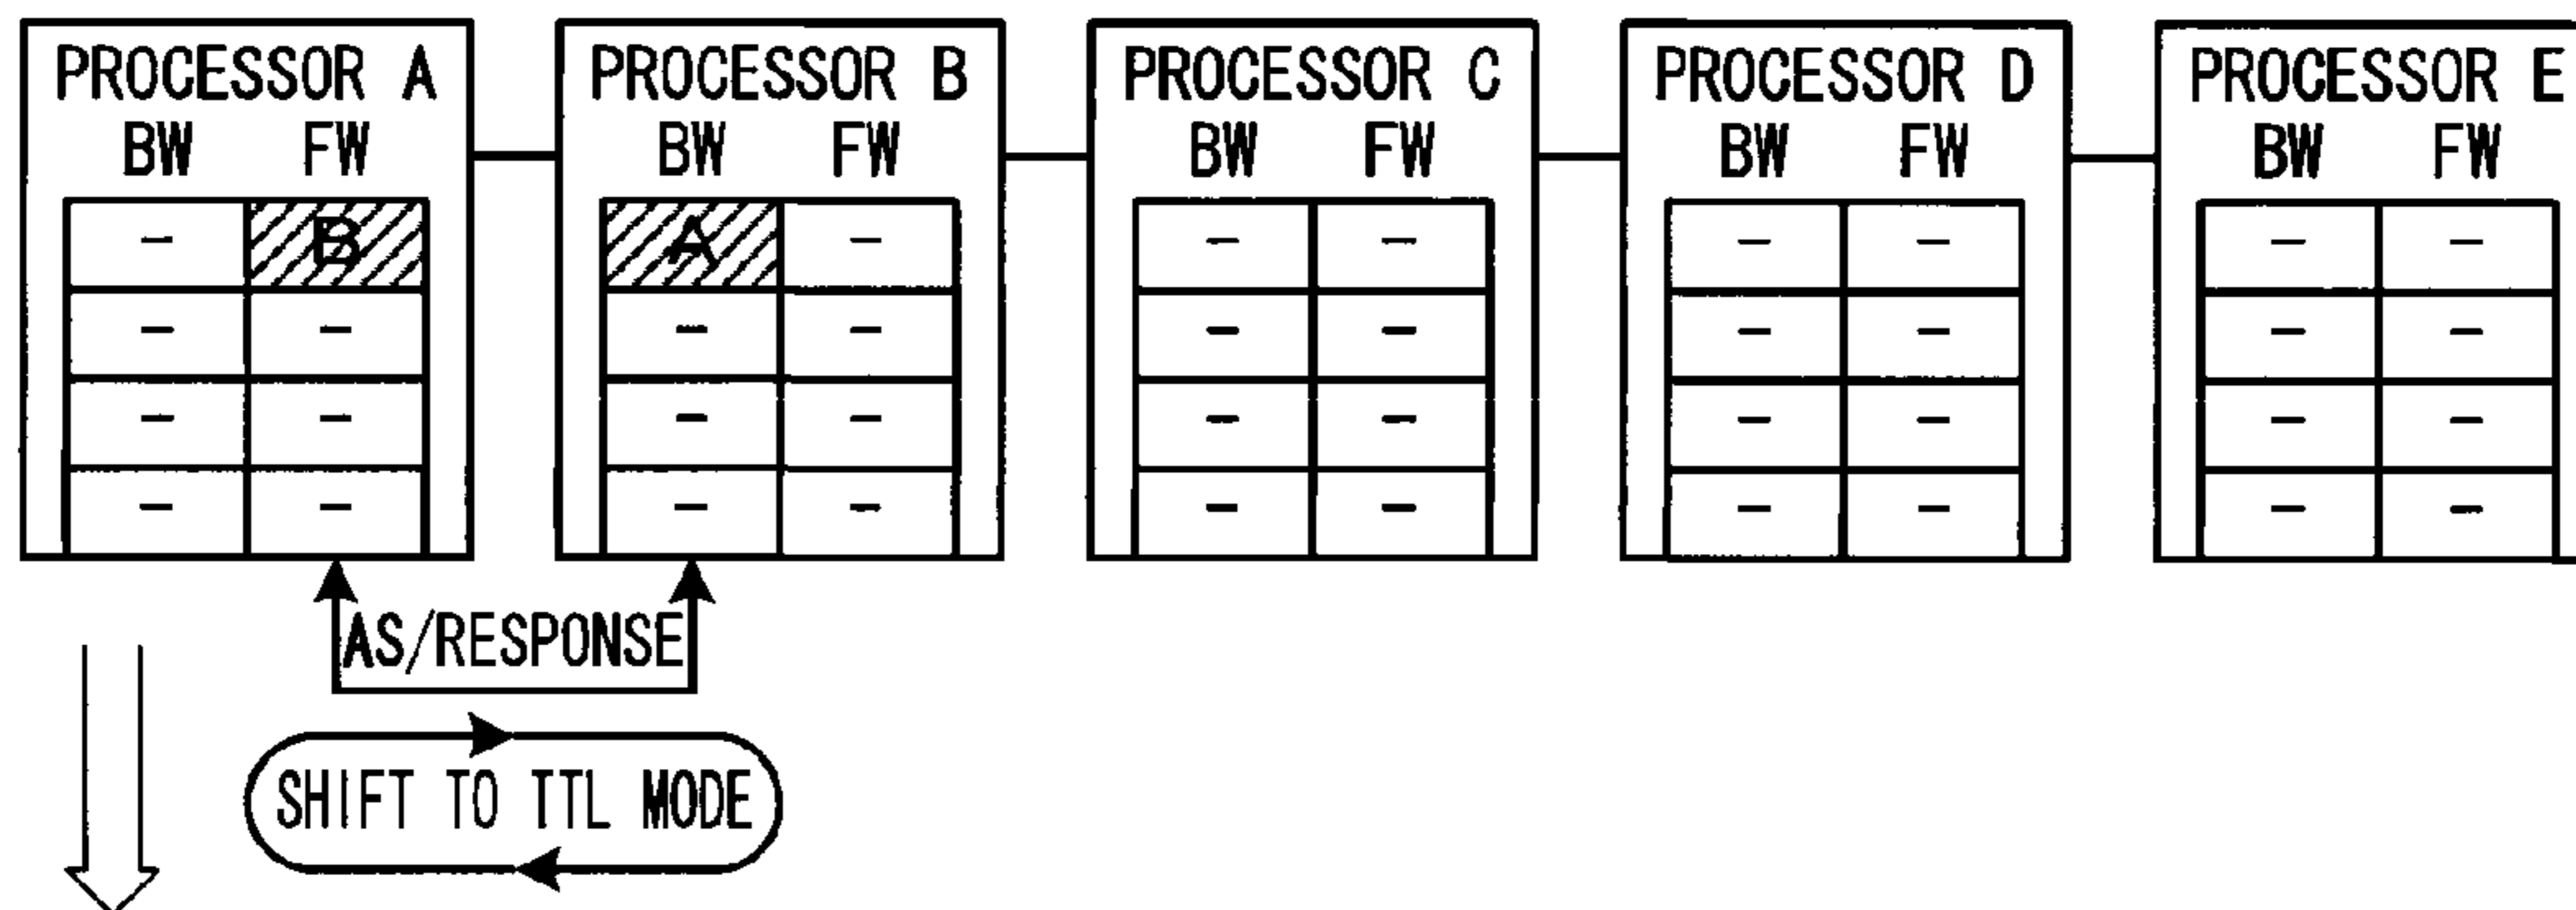 PROCESSOR A PROCESSOR B PROCESSOR C PROCESSOR D PROCESSOR E
BW FW BW FW BW FW BW FW BW FW
- B A - - - - - - -
- - - - - - - - - -
- - - - - - - - - -
- - - - - - - - - -
AS/RESPONSE
SHIFT TO TTL MODE